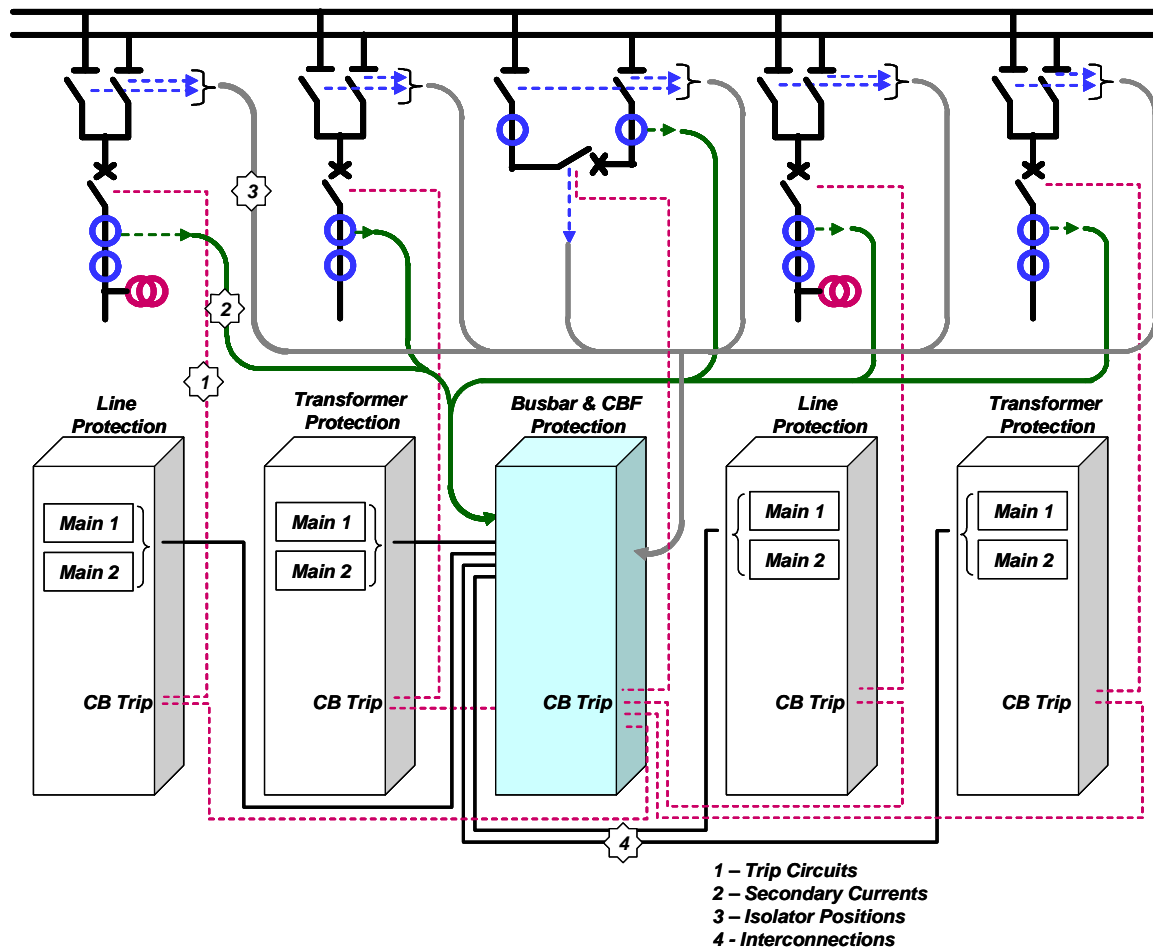 3
2
1
Line
Protection
Transformer
Protection
Busbar & CBF
Protection
Line
Protection
Transformer
Protection
Main 1
Main 2
CB Trip
Main 1
Main 2
CB Trip
CB Trip
Main 1
Main 2
CB Trip
Main 1
Main 2
CB Trip
4
1 – Trip Circuits
2 – Secondary Currents
3 – Isolator Positions
4 - Interconnections